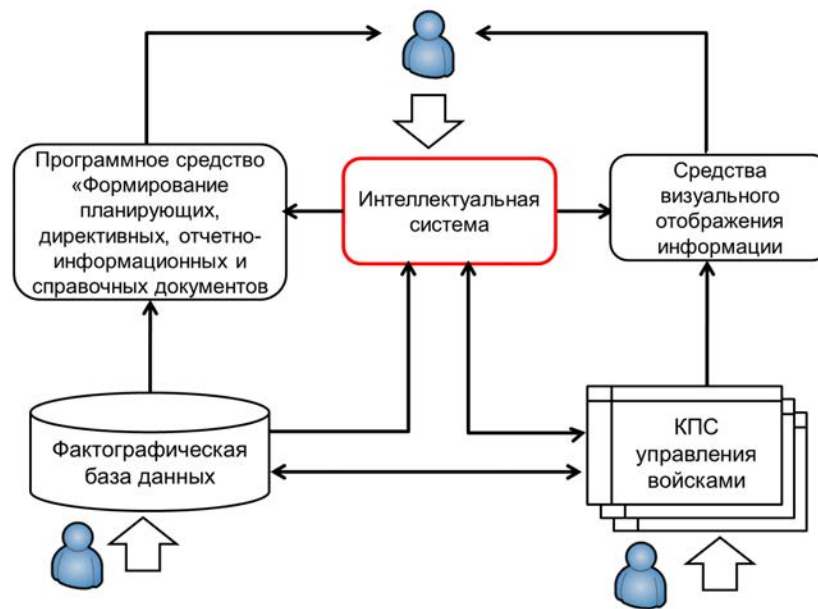 Программное средство
«Формирование
планирующих,
директивных, отчетно-
информационных и
справочных документов
Интеллектуальная
система
Средства
визуального
отображения
информации
Фактографическая
база данных
КПС
управления
войсками